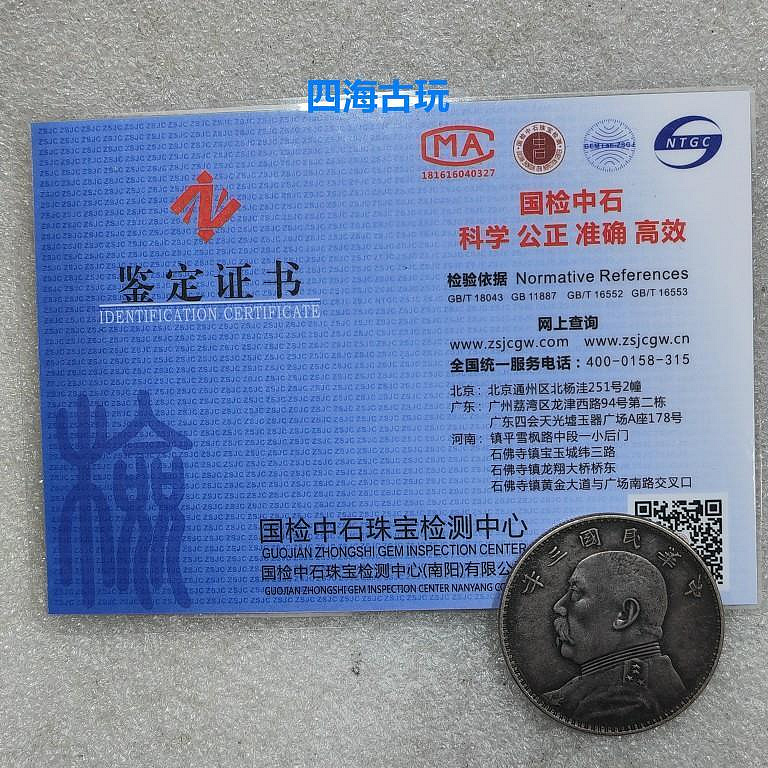 四海古玩
CMA
181616040327
GEM LAB ZSGJ
NTGC
国检中石
科学 公正 准确 高效
鉴定证书
IDENTIFICATION CERTIFICATE
检验依据 Normative References
GB/T 18043 GB 11887 GB/T 16552 GB/T 16553
网上查询
www.zsjcgw.com www.zsjcgw.cn
全国统一服务电话：400-0158-315
北京：北京通州区北杨洼251号2幢
广东：广州荔湾区龙津西路94号第二栋
广东四会天光墟玉器广场A座178号
河南：镇平雪枫路中段一小后门
石佛寺镇宝玉城纬三路
石佛寺镇龙翔大桥桥东
石佛寺镇黄金大道与广场南路交叉口
检
国检中石珠宝检测中心
GUOJIAN ZHONGSHI GEM INSPECTION CENTER
国检中石珠宝检测中心(南阳)有限公
GUOJIAN ZHONGSHI GEM INSPECTION CENTER NANYANG CO
年三國民華中